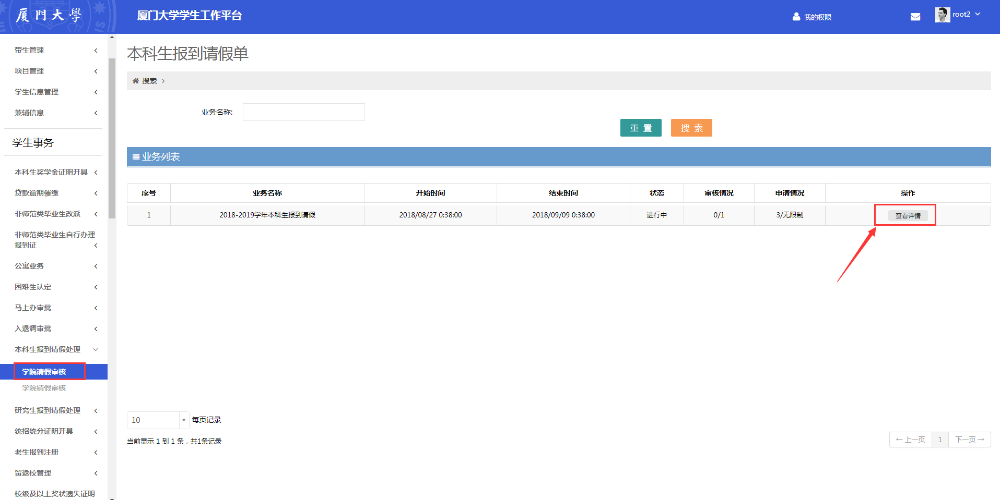 厦門大學
厦门大学学生工作平台
我的权限
root2
带生管理
项目管理
学生信息管理
兼辅信息
学生事务
本科生奖学金证明开具
贷款逾期催缴
非师范类毕业生改派
非师范类毕业生自行办理
报到证
公寓业务
困难生认定
马上办审批
入退调审批
本科生报到请假处理
学院请假审核
学院销假审核
研究生报到请假处理
统招统分证明开具
老生报到注册
留返校管理
校级及以上奖状遗失证明
本科生报到请假单
搜索
业务名称:
重 置 搜 索
业务列表
序号 业务名称 开始时间 结束时间 状态 审核情况 申请情况 操作
1 2018-2019学年本科生报到请假 2018/08/27 0:38:00 2018/09/09 0:38:00 进行中 0/1 3/无限制 查看详情
10 每页记录
当前显示 1 到 1 条，共1条记录
← 上一页 1 下一页 →